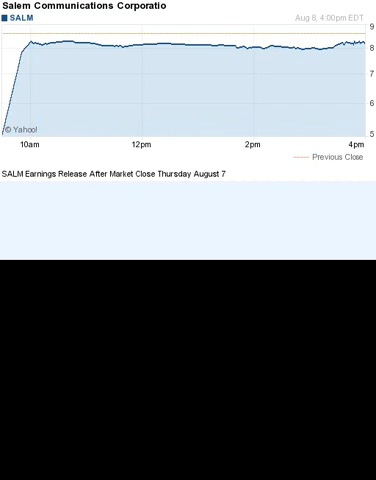 Salem Communications Corporatio
SALM
Aug 8, 4:00pm EDT
9
8
7
6
5
© Yahoo!
10am
12pm
2pm
4pm
Previous Close
SALM Earnings Release After Market Close Thursday August 7